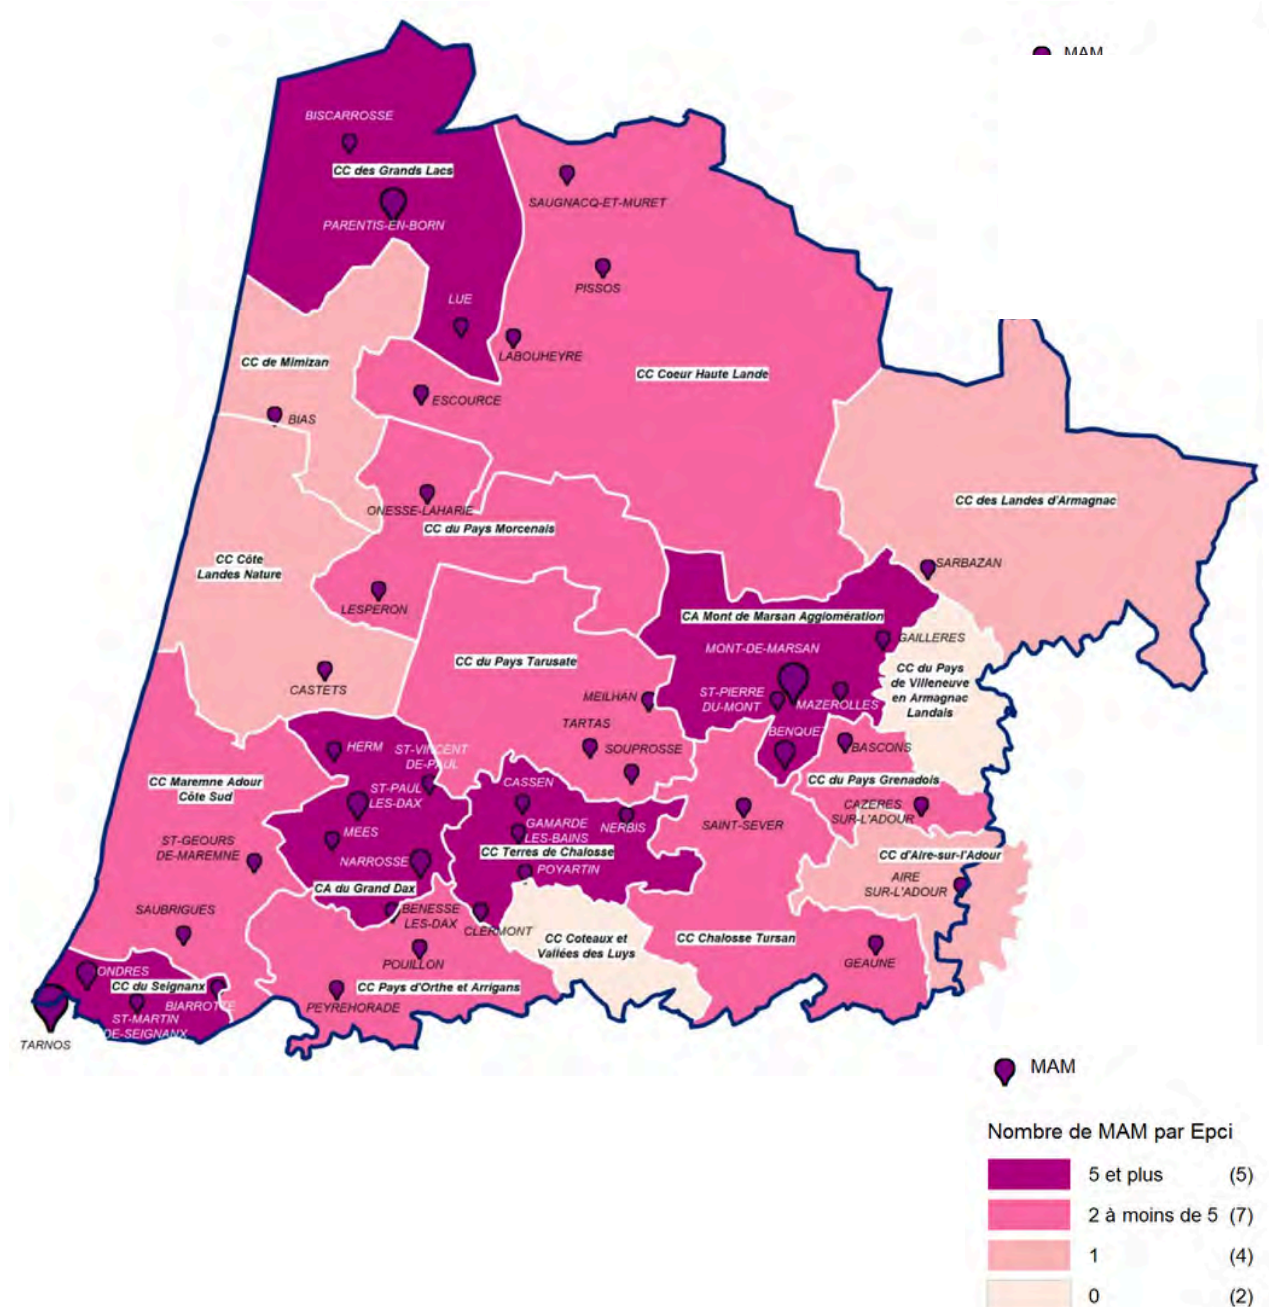 MAM
BISCARROSSE
CC des Grands Lacs
PARENTIS-EN-BORN
SAUGNACQ-ET-MURET
PISSOS
LUE
LABOUHEYRE
CC de Mimizan
CC Coeur Haute Lande
ESCOURCE
BIAS
ONESSE-LAHARIE
CC du Pays Morcenais
CC des Landes d'Armagnac
CC Côte
Landes Nature
SARBAZAN
LESPERON
CA Mont de Marsan Agglomération
GAILLERES
MONT-DE-MARSAN
CC du Pays Tarusate
CC du Pays
de Villeneuve
en Armagnac
Landais
CASTETS
MEILHAN
ST-PIERRE
DU-MONT
MAZEROLLES
TARTAS
BENQUET
HERM
ST-VINCENT
DE-PAUL
SOUPROSSE
BASCONS
CC Maremne Adour
Côte Sud
ST-PAUL
LES-DAX
CASSEN
CC du Pays Grenadois
CAZERES
SUR-L'ADOUR
SAINT-SEVER
ST-GEOURS
DE-MAREMNE
MEES
GAMARDE
LES-BAINS
NERBIS
NARROSSE
CC Terres de Chalosse
CC d'Aire-sur-l'Adour
POYARTIN
AIRE
SUR-L'ADOUR
CA du Grand Dax
SAUBRIGUES
BENESSE
LES-DAX
CLERMONT
CC Coteaux et
Vallées des Luys
CC Chalosse Tursan
POUILLON
GEAUNE
ONDRES
CC du Seignanx
CC Pays d'Orthe et Arrigans
BIARROTTE
PEYREHORADE
ST-MARTIN
DE-SEIGNANX
TARNOS
MAM
Nombre de MAM par Epci
5 et plus (5)
2 à moins de 5 (7)
1 (4)
0 (2)